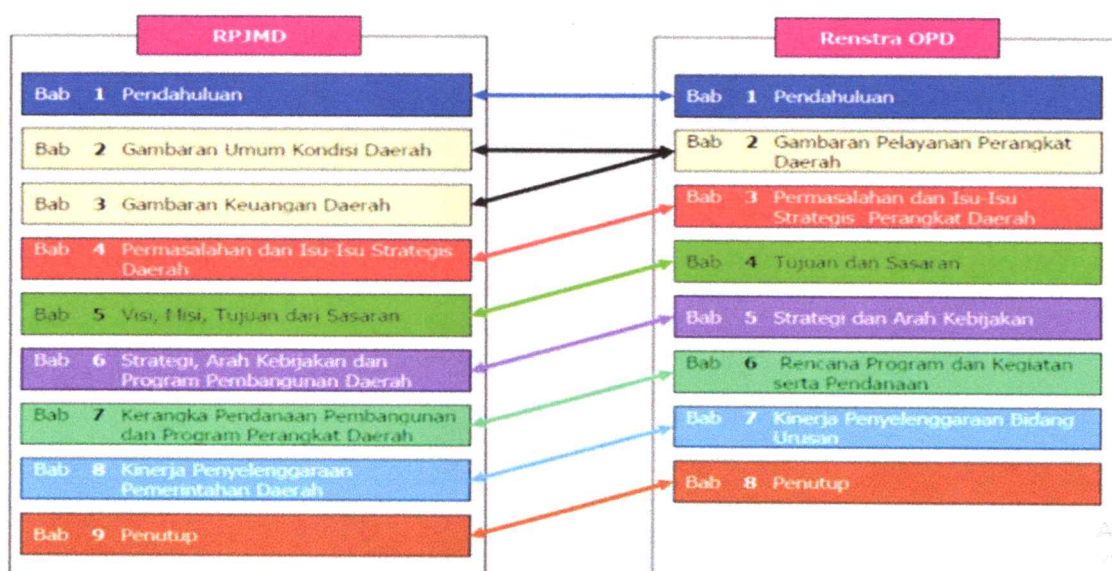 RPJMD
Bab 1 Pendahuluan
Bab 2 Gambaran Umum Kondisi Daerah
Bab 3 Gambaran Keuangan Daerah
Bab 4 Permasalahan dan Isu-Isu Strategis
Daerah
Bab 5 Visi, Misi, Tujuan dan Sasaran
Bab 6 Strategi, Arah Kebijakan dan
Program Pembangunan Daerah
Bab 7 Kerangka Pendanaan Pembangunan
dan Program Perangkat Daerah
Bab 8 Kinerja Penyelenggaraan
Pemerintahan Daerah
Bab 9 Penutup
Renstra OPD
Bab 1 Pendahuluan
Bab 2 Gambaran Pelayanan Perangkat
Daerah
Bab 3 Permasalahan dan Isu-Isu
Strategis Perangkat Daerah
Bab 4 Tujuan dan Sasaran
Bab 5 Strategi dan Arah Kebijakan
Bab 6 Rencana Program dan Kegiatan
serta Pendanaan
Bab 7 Kinerja Penyelenggaraan Bidang
Urusan
Bab 8 Penutup